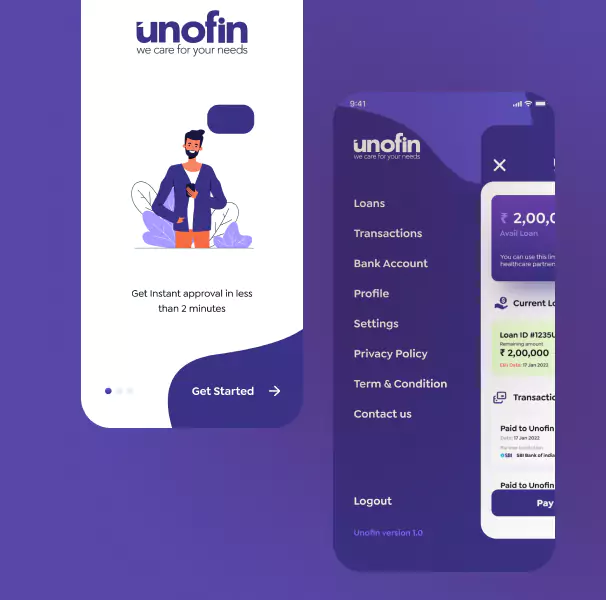 unofin
we care for your needs
Get Instant approval in less
than 2 minutes
Get Started
9:41
unofin
we care for your needs
Loans
Transactions
Bank Account
Profile
Settings
Privacy Policy
Term & Condition
Contact us
Logout
Unofin version 1.0
₹ 2,00,0
Avail Loan
You can use this lim
healthcare partner
Current Lo
Loan ID #1235U
Remaining amount
₹ 2,00,000
EMI Date: 17 Jan 2022
Transactio
Paid to Unofin
Date: 17 Jan 2022
SBI SBI Bank of india
Paid to Unofin
Pay